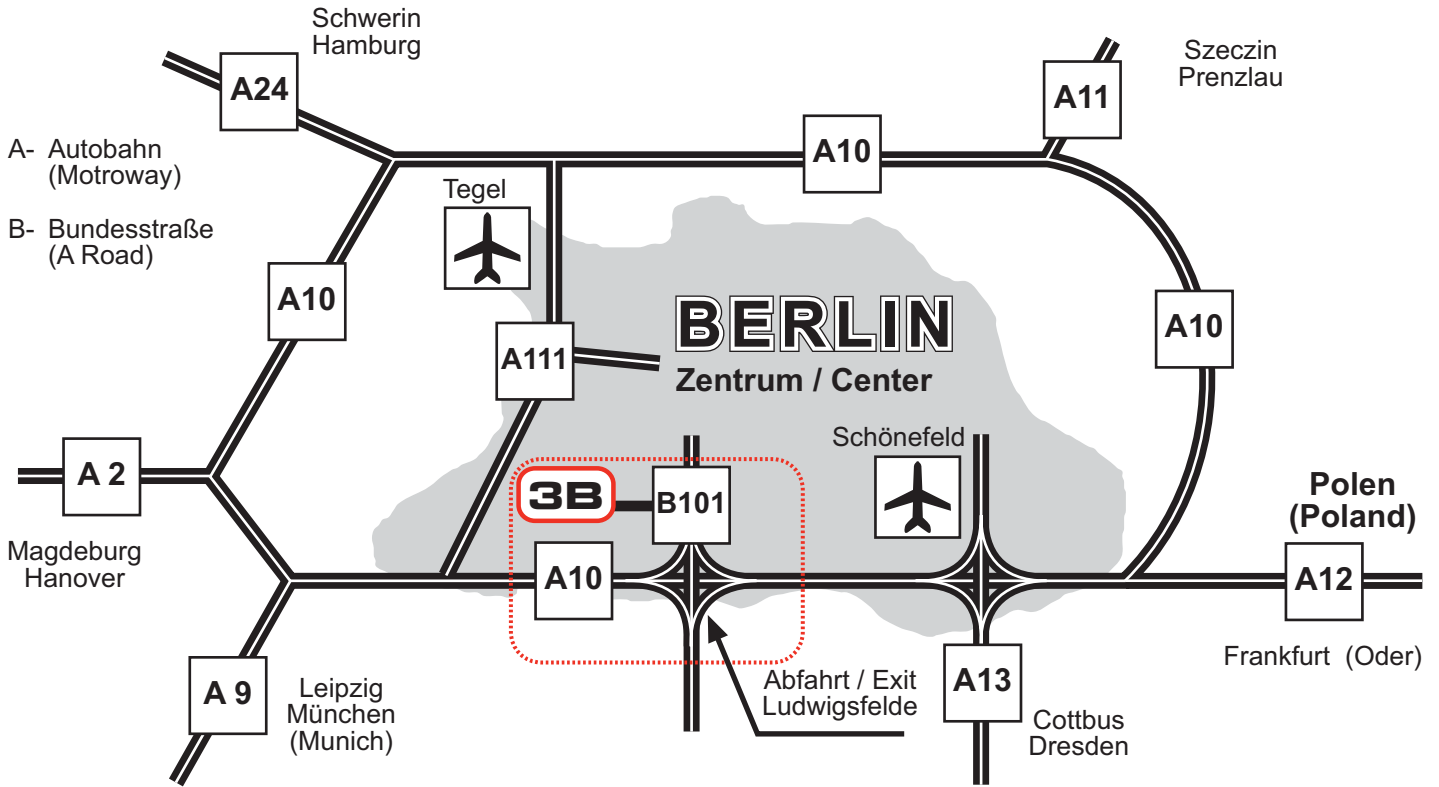 Schwerin
Hamburg
A24
A11
Szeczin
Prenzlau
A- Autobahn
(Motroway)
B- Bundesstraße
(A Road)
A10
Tegel
A10
BERLIN
Zentrum / Center
A10
A111
Schönefeld
A 2
Magdeburg
Hanover
3B
B101
Polen
(Poland)
A10
A12
Frankfurt (Oder)
A 9
Leipzig
München
(Munich)
Abfahrt / Exit
Ludwigsfelde
A13
Cottbus
Dresden